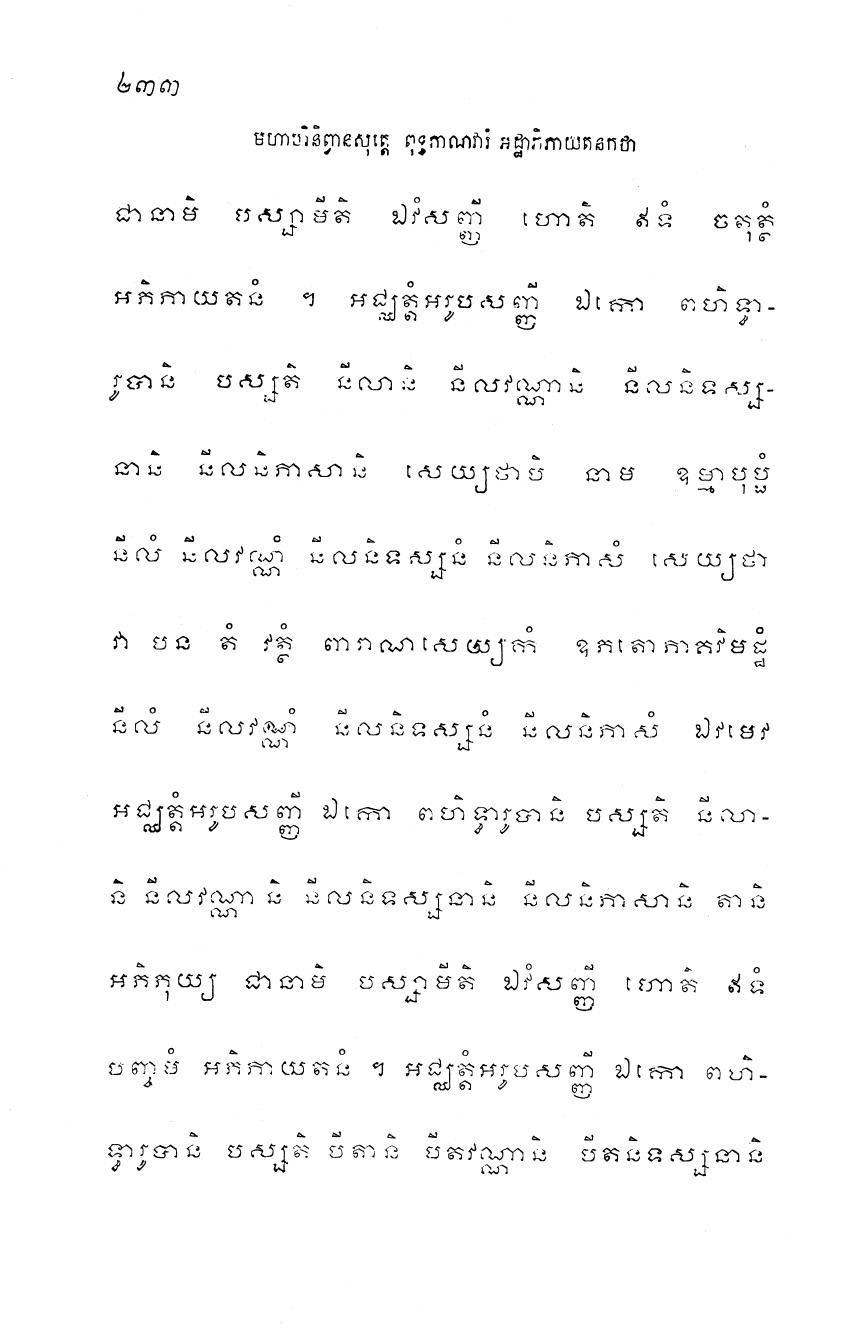 ២៣៣
មហាបរិនិព្វានសុត្តេ ពុទ្ធភាណវារំ អដ្ឋាភិភាយតនកថា
ជានាមិ បស្សាមីតិ ឯវំសញ្ញី ហោតិ ឥទំ ចតុត្ថំ
អភិភាយតនំ ។ អជ្ឈត្តំអរូបសញ្ញី ឯកោ ពហិទ្ធា-
រូបានិ បស្សតិ នីលានិ នីលវណ្ណានិ នីលនិទស្ស-
នានិ នីលនិភាសានិ សេយ្យថាបិ នាម ឧម្មាបុប្ផំ
នីលំ នីលវណ្ណំ នីលនិទស្សនំ នីលនិភាសំ សេយ្យថា
វា បន តំ វត្ថំ ពារាណសេយ្យកំ ឧភតោភាគវិមដ្ឋំ
នីលំ នីលវណ្ណំ នីលនិទស្សនំ នីលនិភាសំ ឯវមេវ
អជ្ឈត្តំអរូបសញ្ញី ឯកោ ពហិទ្ធារូបានិ បស្សតិ នីលា-
និ នីលវណ្ណានិ នីលនិទស្សនានិ នីលនិភាសានិ តានិ
អភិភុយ្យ ជានាមិ បស្សាមីតិ ឯវំសញ្ញី ហោតិ ឥទំ
បញ្ចមំ អភិភាយតនំ ។ អជ្ឈត្តំអរូបសញ្ញី ឯកោ ពហិ-
ទ្ធារូបានិ បស្សតិ បីតានិ បីតវណ្ណានិ បីតនិទស្សនានិ